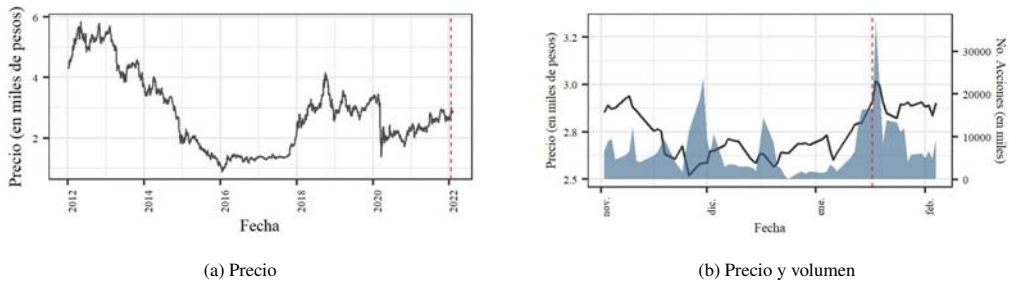 Precio (en miles de pesos)
6
4
2
2012
2014
2016
2018
2020
2022
Fecha
(a) Precio
Precio (en miles de pesos)
3.2
3.0
2.8
2.5
nov.
dic.
ene.
feb.
Fecha
30000
20000
10000
0
No. Acciones (en miles)
(b) Precio y volumen